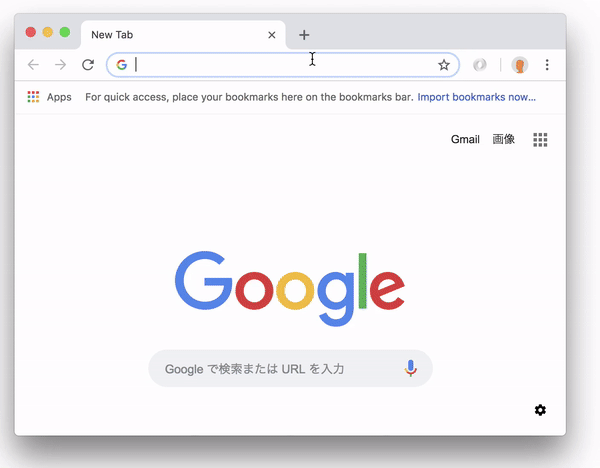 New Tab
Apps For quick access, place your bookmarks here on the bookmarks bar. Import bookmarks now...
Gmail 画像
Google
Google で検索または URL を入力